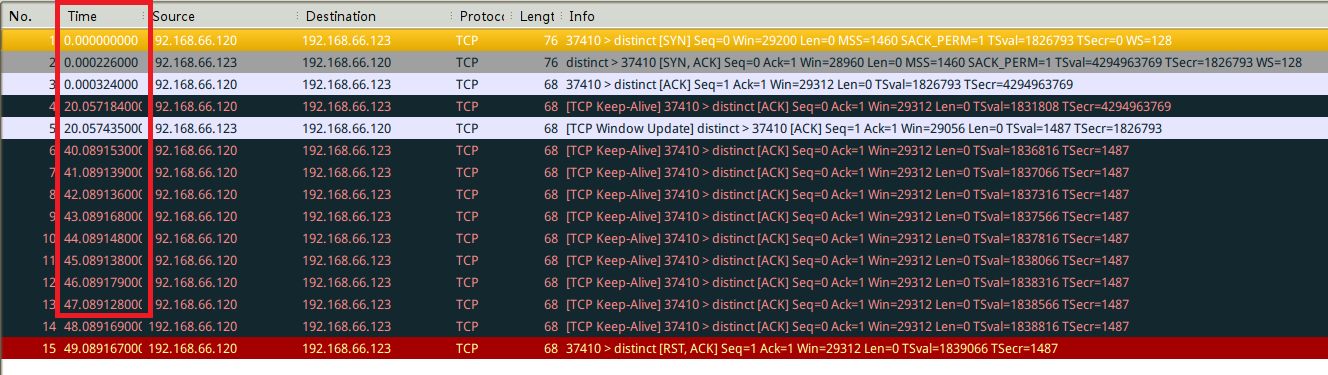 No. Time Source Destination Protoco Lengt Info
1 0.000000000 92.168.66.120 192.168.66.123 TCP 76 37410 > distinct [SYN] Seq=0 Win=29200 Len=0 MSS=1460 SACK_PERM=1 TSval=1826793 TSecr=0 WS=128
2 0.000226000 92.168.66.123 192.168.66.120 TCP 76 distinct > 37410 [SYN, ACK] Seq=0 Ack=1 Win=28960 Len=0 MSS=1460 SACK_PERM=1 TSval=4294963769 TSecr=1826793 WS=128
3 0.000324000 92.168.66.120 192.168.66.123 TCP 68 37410 > distinct [ACK] Seq=1 Ack=1 Win=29312 Len=0 TSval=1826793 TSecr=4294963769
4 20.057184000 92.168.66.120 192.168.66.123 TCP 68 [TCP Keep-Alive] 37410 > distinct [ACK] Seq=0 Ack=1 Win=29312 Len=0 TSval=1831808 TSecr=4294963769
5 20.057435000 92.168.66.123 192.168.66.120 TCP 68 [TCP Window Update] distinct > 37410 [ACK] Seq=1 Ack=1 Win=29056 Len=0 TSval=1487 TSecr=1826793
6 40.089153000 92.168.66.120 192.168.66.123 TCP 68 [TCP Keep-Alive] 37410 > distinct [ACK] Seq=0 Ack=1 Win=29312 Len=0 TSval=1836816 TSecr=1487
7 41.089139000 92.168.66.120 192.168.66.123 TCP 68 [TCP Keep-Alive] 37410 > distinct [ACK] Seq=0 Ack=1 Win=29312 Len=0 TSval=1837066 TSecr=1487
8 42.089136000 92.168.66.120 192.168.66.123 TCP 68 [TCP Keep-Alive] 37410 > distinct [ACK] Seq=0 Ack=1 Win=29312 Len=0 TSval=1837316 TSecr=1487
9 43.089168000 92.168.66.120 192.168.66.123 TCP 68 [TCP Keep-Alive] 37410 > distinct [ACK] Seq=0 Ack=1 Win=29312 Len=0 TSval=1837566 TSecr=1487
10 44.089148000 92.168.66.120 192.168.66.123 TCP 68 [TCP Keep-Alive] 37410 > distinct [ACK] Seq=0 Ack=1 Win=29312 Len=0 TSval=1837816 TSecr=1487
11 45.089138000 92.168.66.120 192.168.66.123 TCP 68 [TCP Keep-Alive] 37410 > distinct [ACK] Seq=0 Ack=1 Win=29312 Len=0 TSval=1838066 TSecr=1487
12 46.089179000 92.168.66.120 192.168.66.123 TCP 68 [TCP Keep-Alive] 37410 > distinct [ACK] Seq=0 Ack=1 Win=29312 Len=0 TSval=1838316 TSecr=1487
13 47.089128000 92.168.66.120 192.168.66.123 TCP 68 [TCP Keep-Alive] 37410 > distinct [ACK] Seq=0 Ack=1 Win=29312 Len=0 TSval=1838566 TSecr=1487
14 48.089169000 192.168.66.120 192.168.66.123 TCP 68 [TCP Keep-Alive] 37410 > distinct [ACK] Seq=0 Ack=1 Win=29312 Len=0 TSval=1838816 TSecr=1487
15 49.089167000 192.168.66.120 192.168.66.123 TCP 68 37410 > distinct [RST, ACK] Seq=1 Ack=1 Win=29312 Len=0 TSval=1839066 TSecr=1487